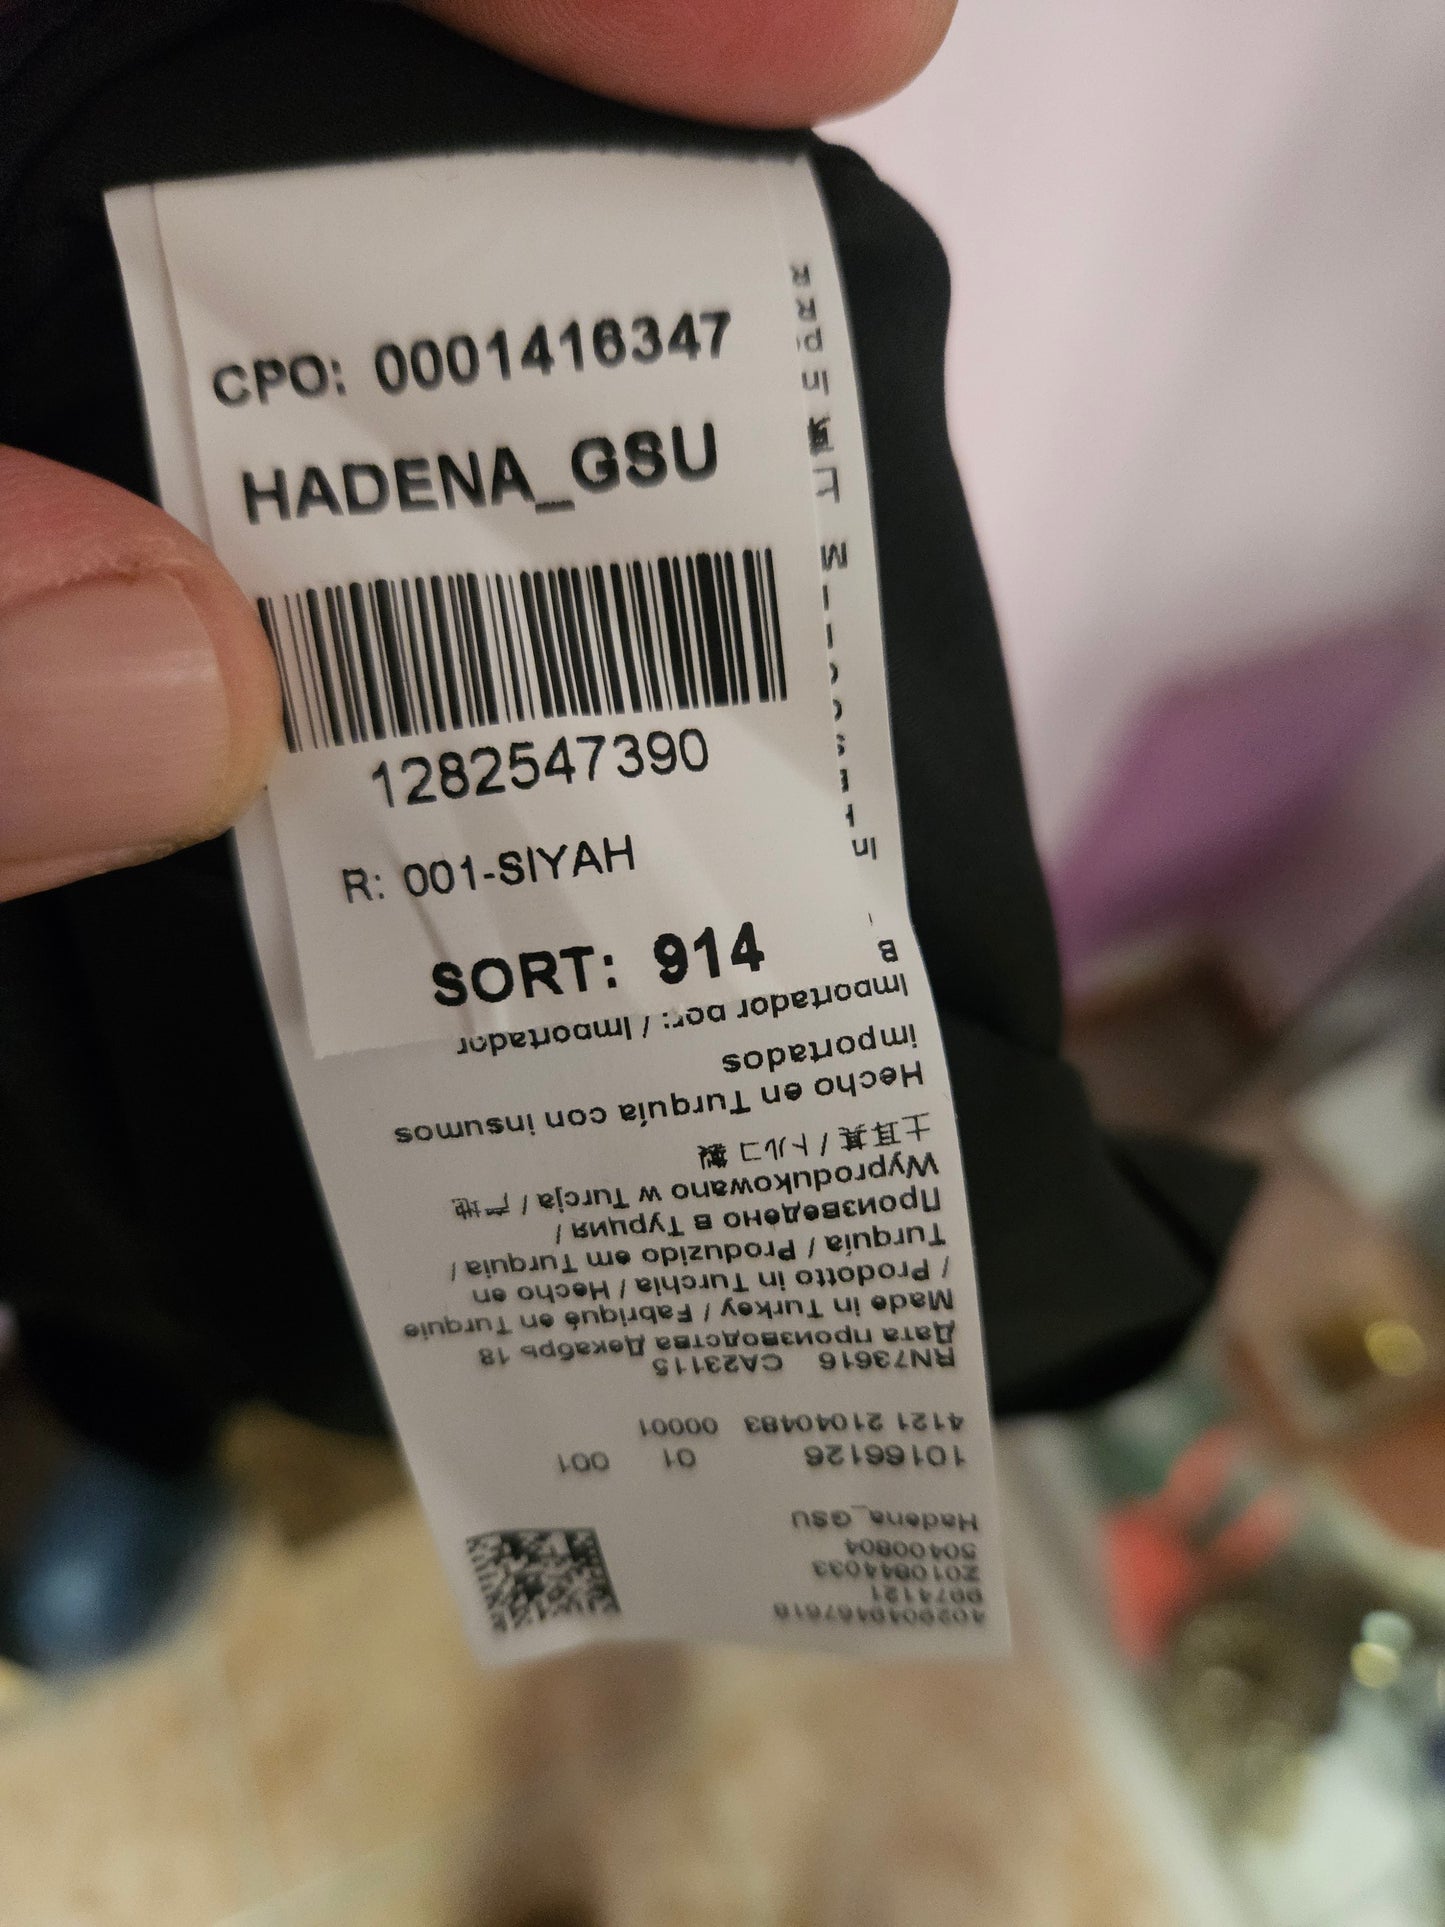 CPO: 0001416347
HADENA_GSU
1282547390
R: 001-SIYAH
SORT: 914
9974121
Z010844033
50400804
Hadena_GSU
10166126 01 001
4121 21040483 00001
RN73616 CA23115
Дата производства Декабрь 18
Made in Turkey / Fabriqué en Turquie
/ Prodotto in Turchia / Hecho en
Turquía / Produzido em Turquia /
Произведено в Турция /
Wyprodukowano w Turcja / 产地
土耳其 / トルコ 製
Hecho en Turquía con insumos
importados
Importador por: / Importador